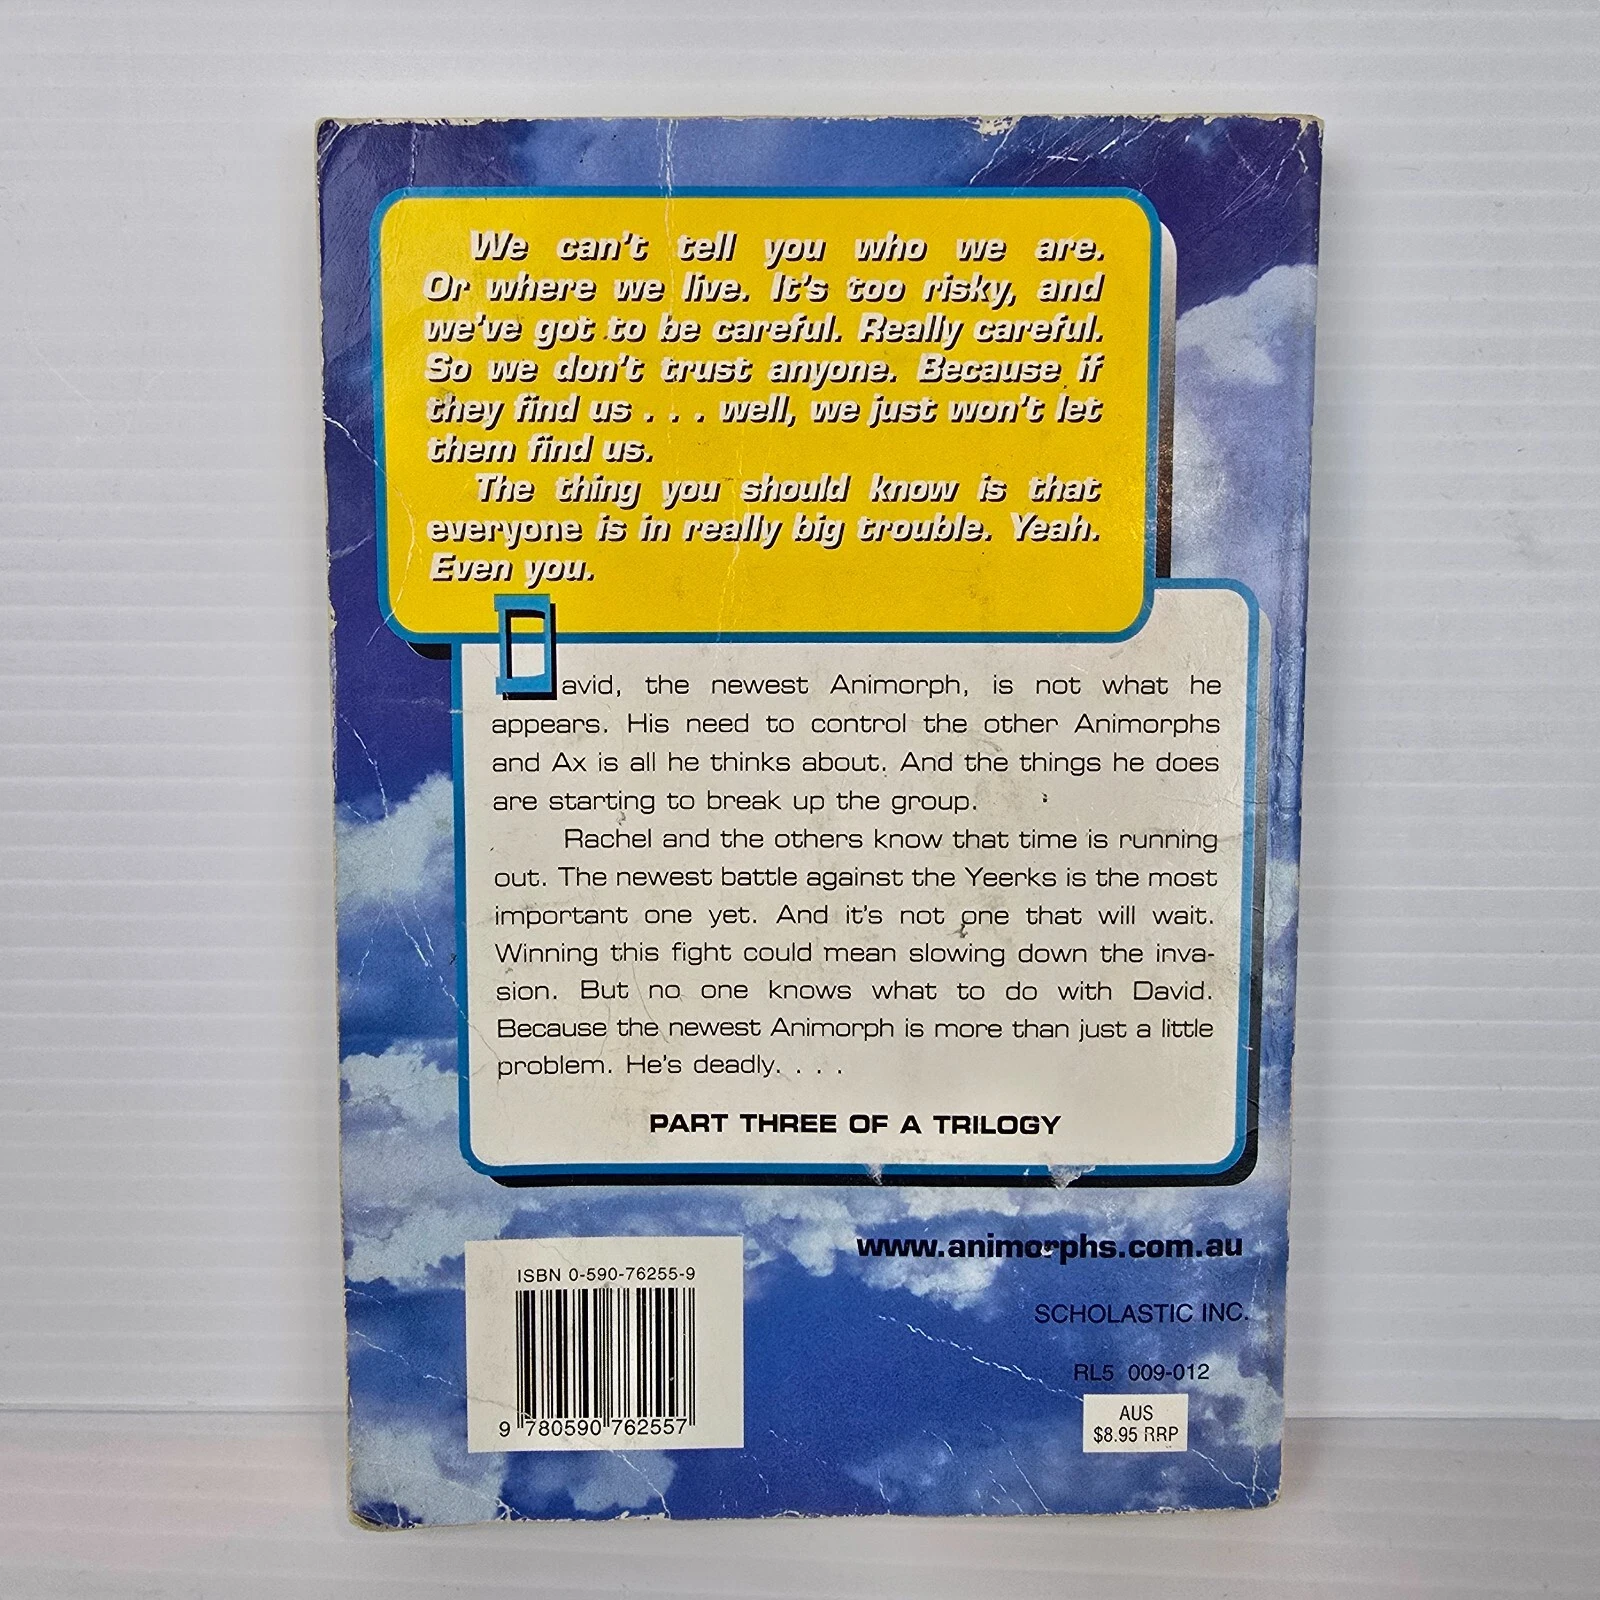 We can't tell you who we are.
Or where we live. It's too risky, and
we've got to be careful. Really careful.
So we don't trust anyone. Because if
they find us . . . well, we just won't let
them find us.
The thing you should know is that
everyone is in really big trouble. Yeah.
Even you.
David, the newest Animorph, is not what he
appears. His need to control the other Animorphs
and Ax is all he thinks about. And the things he does
are starting to break up the group.
Rachel and the others know that time is running
out. The newest battle against the Yeerks is the most
important one yet. And it's not one that will wait.
Winning this fight could mean slowing down the inva-
sion. But no one knows what to do with David.
Because the newest Animorph is more than just a little
problem. He's deadly. . . .
PART THREE OF A TRILOGY
www.animorphs.com.au
SCHOLASTIC INC.
RL5 009-012
AUS
$8.95 RRP
ISBN 0-590-76255-9
9 780590 762557